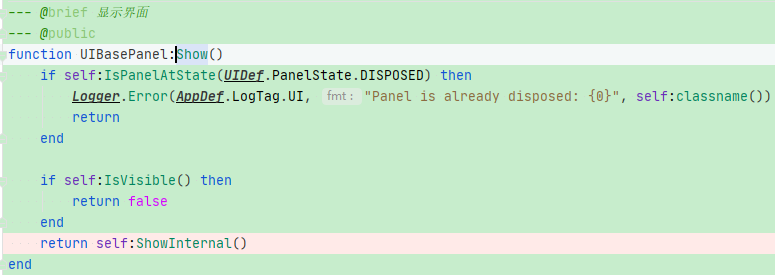 --- @brief 显示界面
--- @public
function UIBasePanel:Show()
    if self:IsPanelAtState(UIDef.PanelState.DISPOSED) then
        Logger.Error(AppDef.LogTag.UI, fmt: "Panel is already disposed: {0}", self:classname())
        return
    end
    if self:IsVisible() then
        return false
    end
    return self:ShowInternal()
end